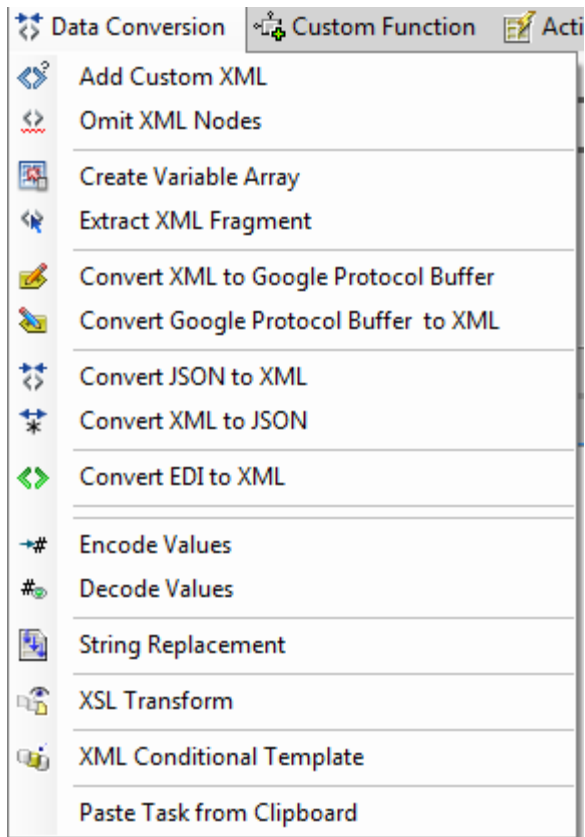 Data Conversion Custom Function Acti
Add Custom XML
Omit XML Nodes
Create Variable Array
Extract XML Fragment
Convert XML to Google Protocol Buffer
Convert Google Protocol Buffer to XML
Convert JSON to XML
Convert XML to JSON
Convert EDI to XML
Encode Values
Decode Values
String Replacement
XSL Transform
XML Conditional Template
Paste Task from Clipboard